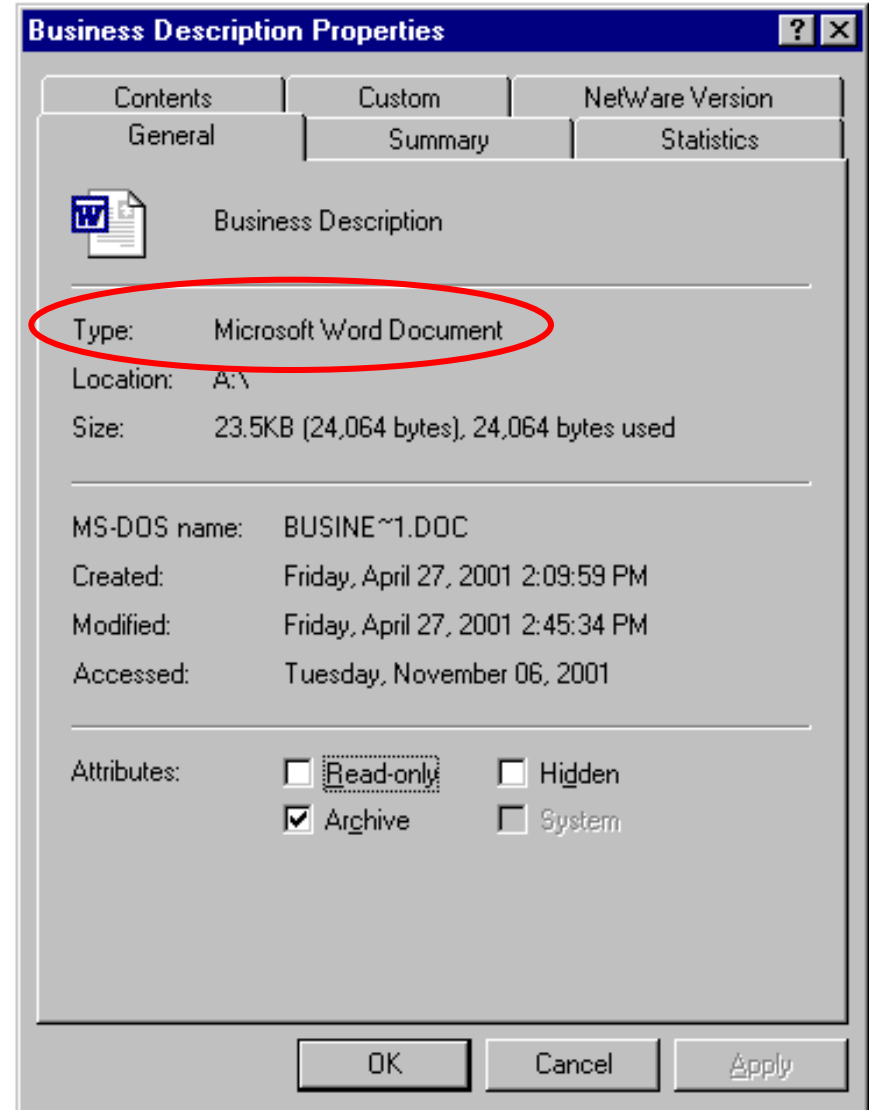 Business Description Properties
Contents Custom NetWare Version
General Summary Statistics
Business Description
Type: Microsoft Word Document
Location: A:\
Size: 23.5KB (24,064 bytes), 24,064 bytes used
MS-DOS name: BUSINE~1.DOC
Created: Friday, April 27, 2001 2:09:59 PM
Modified: Friday, April 27, 2001 2:45:34 PM
Accessed: Tuesday, November 06, 2001
Attributes: Read-only Hidden
Archive System
OK Cancel Apply